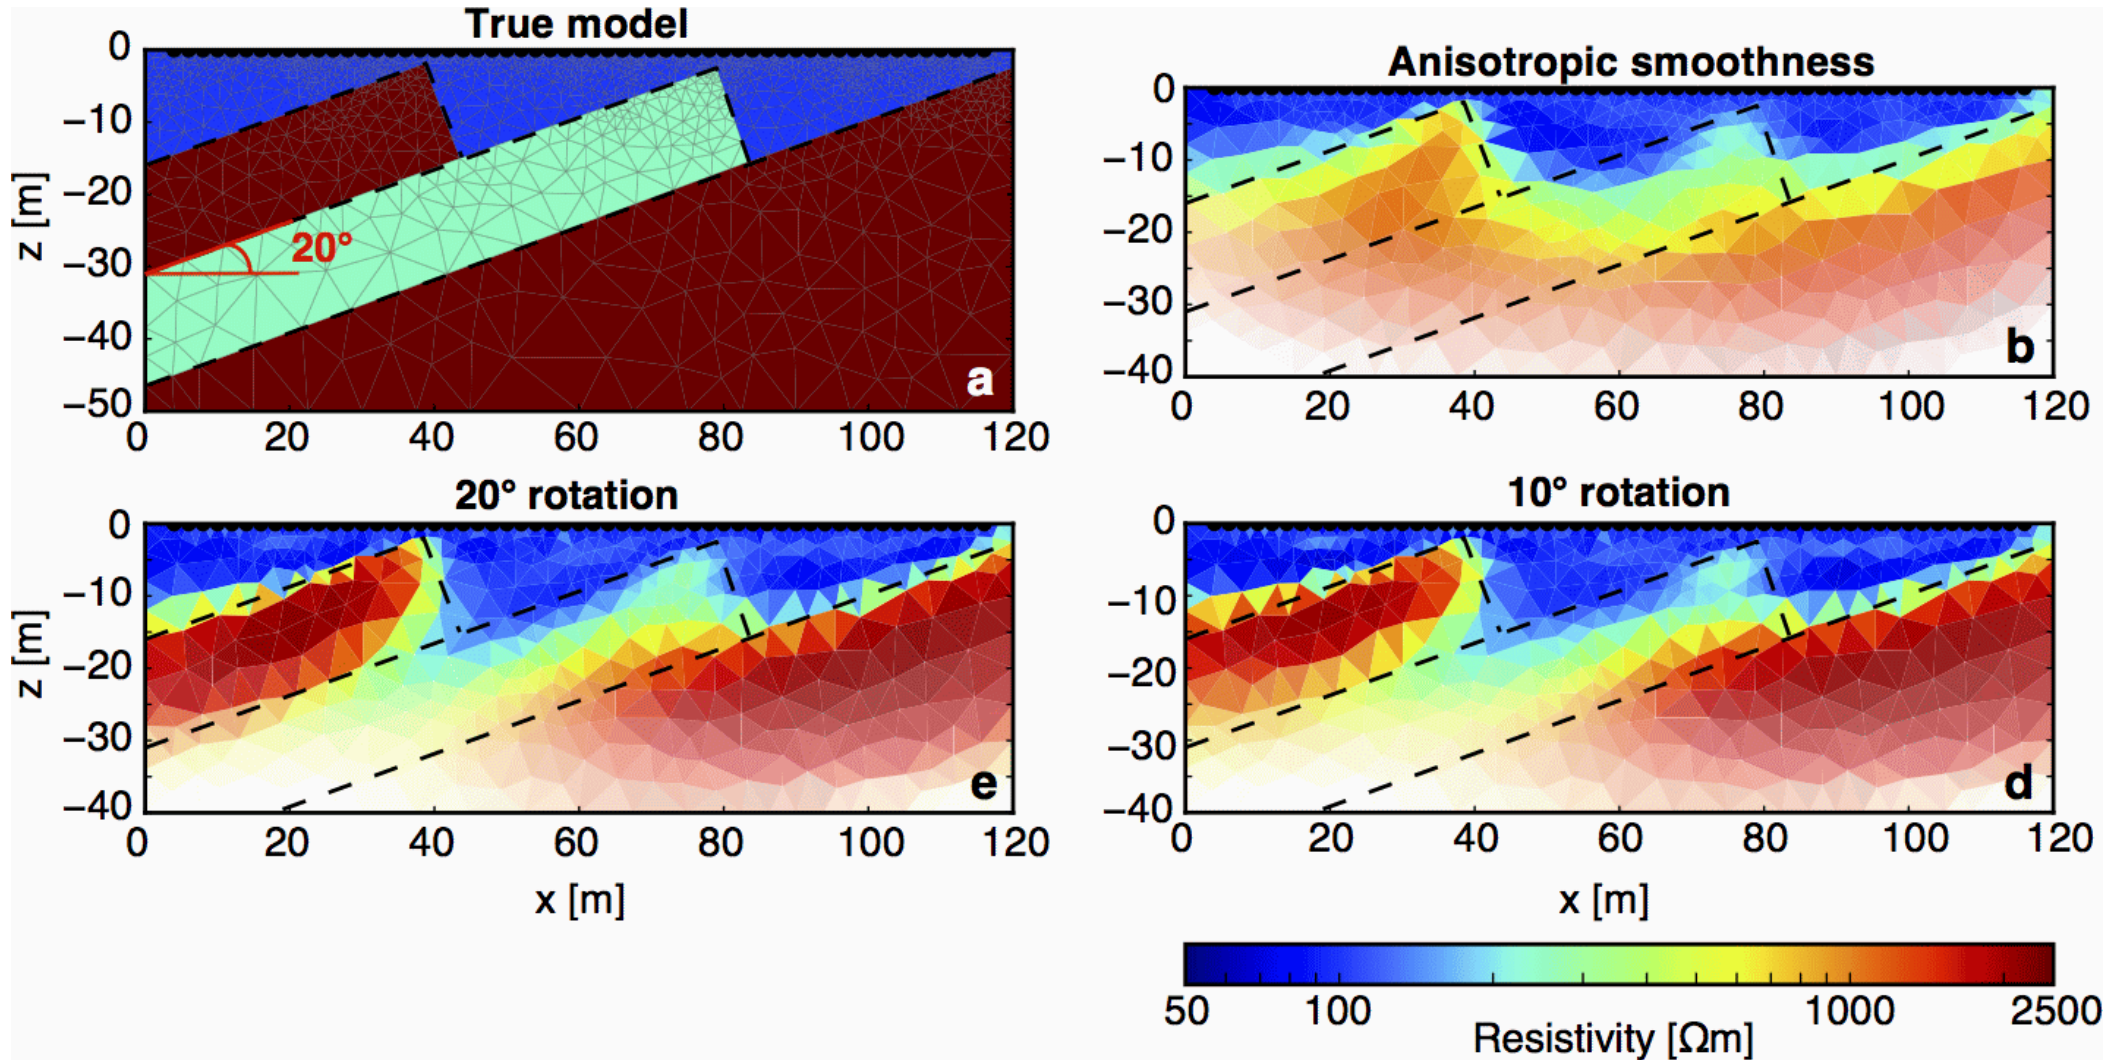 True model
0
−10
−20
−30
−40
−50
z [m]
20°
a
0 20 40 60 80 100 120
Anisotropic smoothness
0
−10
−20
−30
−40
b
0 20 40 60 80 100 120
20° rotation
0
−10
−20
−30
−40
z [m]
e
0 20 40 60 80 100 120
x [m]
10° rotation
0
−10
−20
−30
−40
d
0 20 40 60 80 100 120
x [m]
50 100 1000 2500
Resistivity [Ωm]